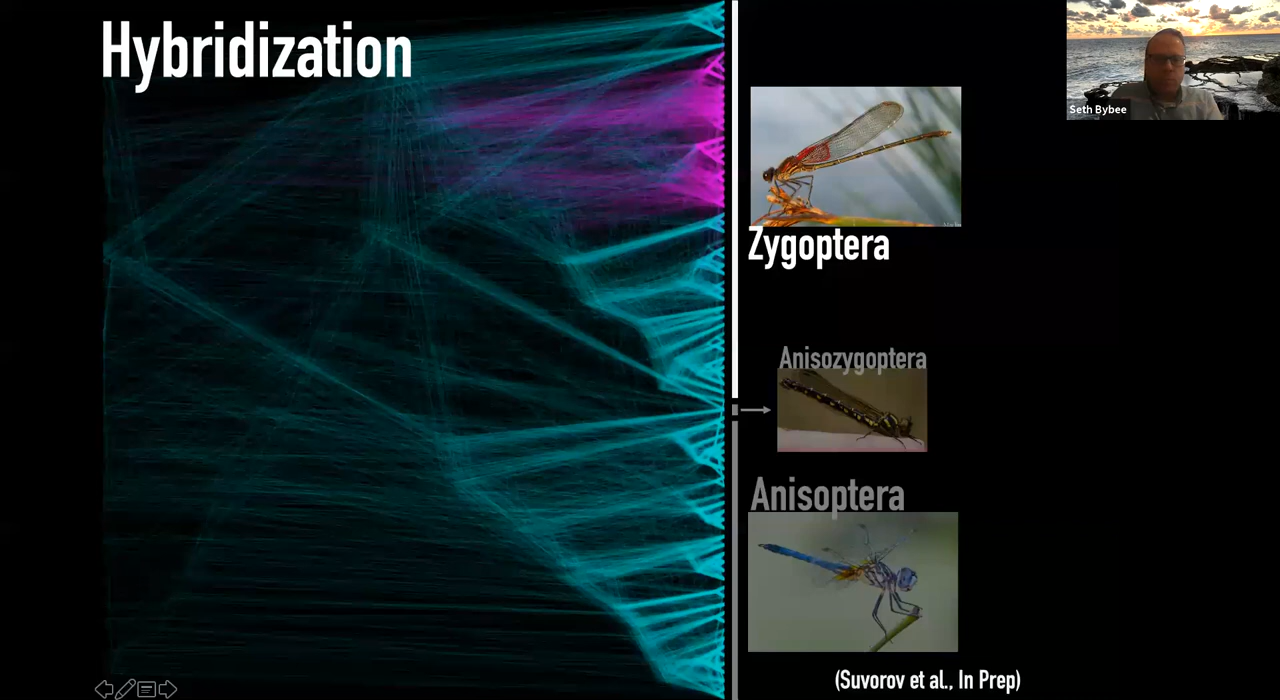 Hybridization
Seth Bybee
Zygoptera
Anisozygoptera
Anisoptera
(Suvorov et al., In Prep)